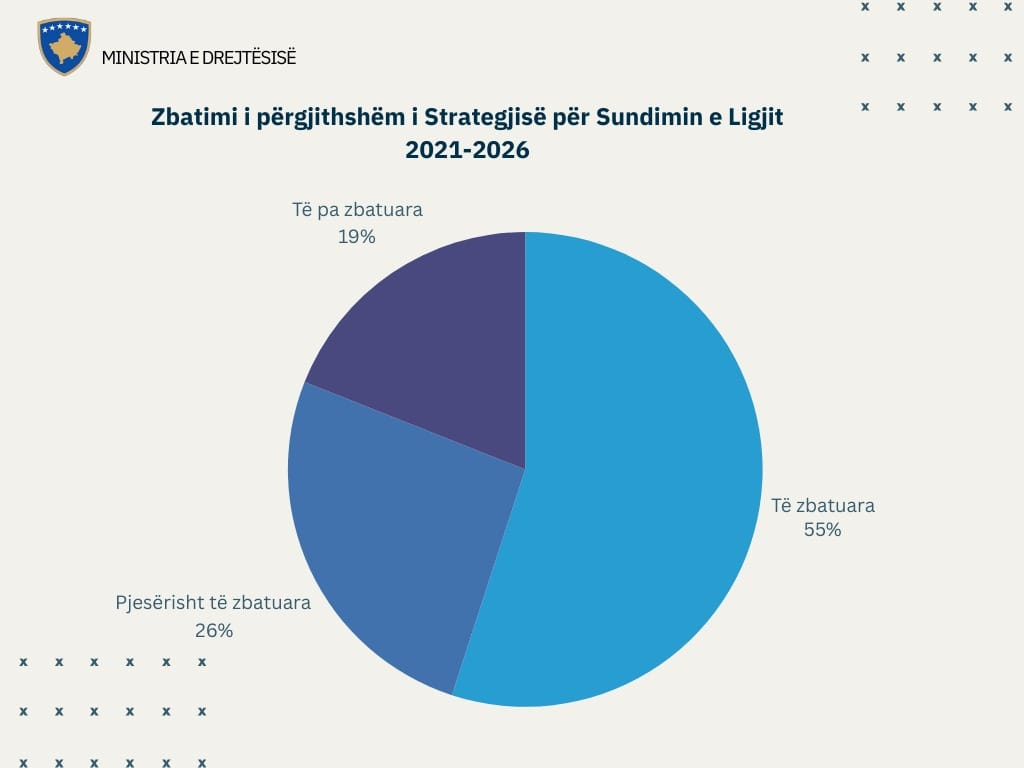 MINISTRIA E DREJTËSISË
Zbatimi i përgjithshëm i Strategjisë për Sundimin e Ligjit
2021-2026
Të pa zbatuara
19%
Të zbatuara
55%
Pjesërisht të zbatuara
26%